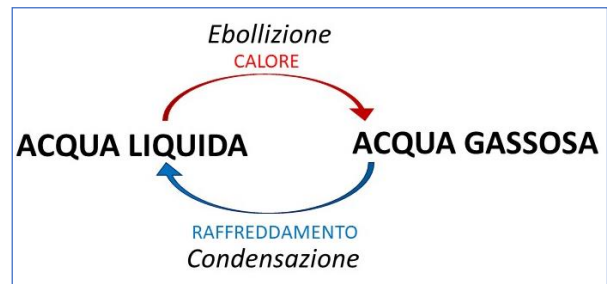 Ebollizione
CALORE
ACQUA LIQUIDA
ACQUA GASSOSA
RAFFREDDAMENTO
Condensazione